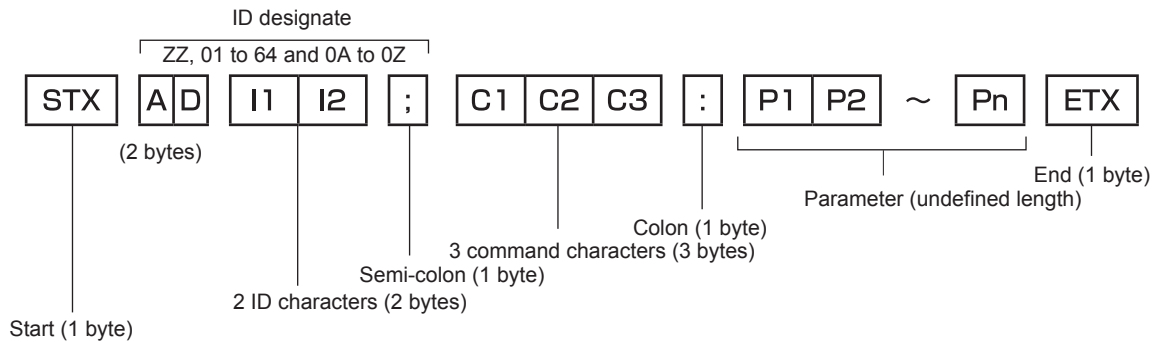 ID designate
ZZ, 01 to 64 and 0A to 0Z
STX A D I1 I2 ; C1 C2 C3 : P1 P2 ～ Pn ETX
(2 bytes)
End (1 byte)
Parameter (undefined length)
Colon (1 byte)
3 command characters (3 bytes)
Semi-colon (1 byte)
2 ID characters (2 bytes)
Start (1 byte)